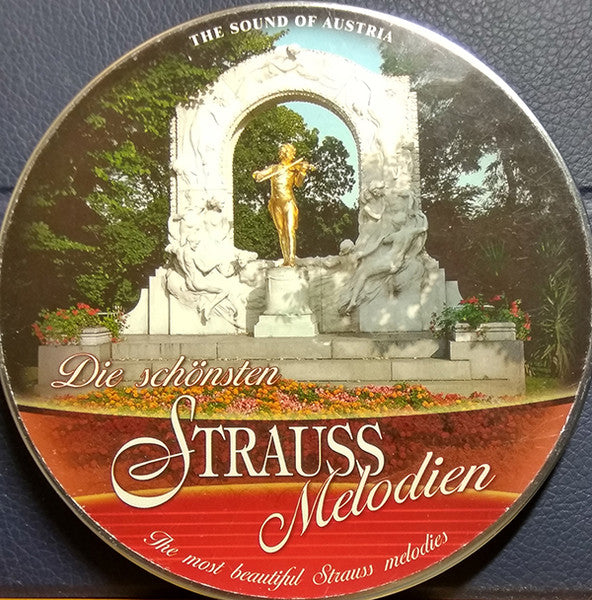 THE SOUND OF AUSTRIA
Die schönsten
STRAUSS
Melodien
The most beautiful Strauss melodies